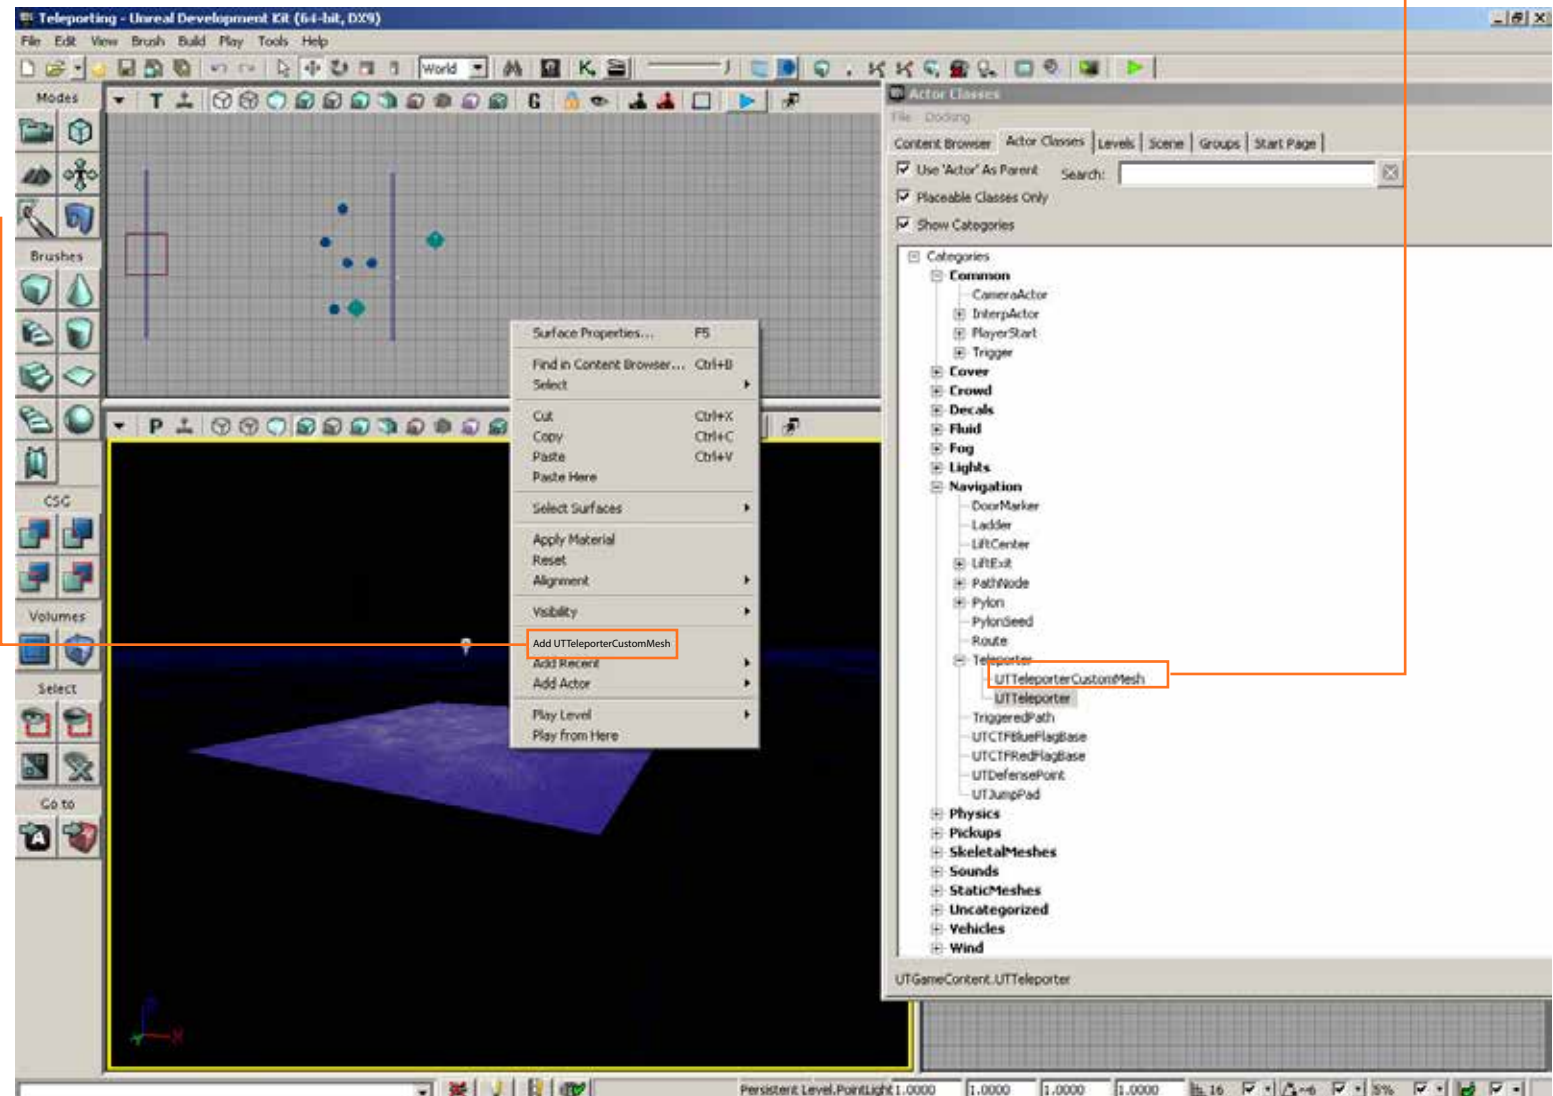 Teleporting - Unreal Development Kit (64-bit, DX9)
File Edit View Brush Build Play Tools Help
World
Modes
T
G
Brushes
P
CSG
Volumes
Select
Go to
Surface Properties... F5
Find in Content Browser... Ctrl+B
Select
Cut Ctrl+X
Copy Ctrl+C
Paste Ctrl+V
Paste Here
Select Surfaces
Apply Material
Reset
Alignment
Visibility
Add UTTeleporterCustomMesh
Add Recent
Add Actor
Play Level
Play from Here
Actor Classes
File Docking
Content Browser Actor Classes Levels Scene Groups Start Page
Use 'Actor' As Parent Search:
Placeable Classes Only
Show Categories
Categories
Common
CameraActor
InterpActor
PlayerStart
Trigger
Cover
Crowd
Decals
Fluid
Fog
Lights
Navigation
DoorMarker
Ladder
LiftCenter
LiftExit
PathNode
Pylon
PylonSeed
Route
Teleporter
UTTeleporterCustomMesh
UTTeleporter
TriggeredPath
UTCTFBlueFlagBase
UTCTFRedFlagBase
UTDefensePoint
UTJumpPad
Physics
Pickups
SkeletalMeshes
Sounds
StaticMeshes
Uncategorized
Vehicles
Wind
UTGameContent.UTTeleporter
X
Persistent Level.PointLight 1.0000 1.0000 1.0000 1.0000 16 5%